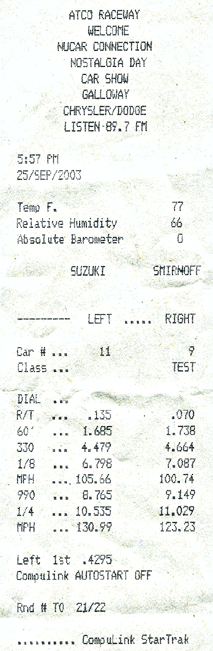 ATCO RACEWAY
WELCOME
NUCAR CONNECTION
NOSTALGIA DAY
CAR SHOW
GALLOWAY
CHRYSLER/DODGE
LISTEN 89.7 FM
5:57 PM
25/SEP/2003
Temp F. 77
Relative Humidity 66
Absolute Barometer 0
SUZUKI SMIRNOFF
--------- LEFT ..... RIGHT
Car # ... 11 9
Class ... TEST
DIAL ...
R/T ... .135 .070
60' ... 1.685 1.738
330 ... 4.479 4.664
1/8 ... 6.798 7.087
MPH ... 105.66 100.74
990 ... 8.765 9.149
1/4 ... 10.535 11.029
MPH ... 130.99 123.23
Left 1st .4295
Compulink AUTOSTART OFF
Rnd # T0 21/22
.......... CompuLink StarTrak